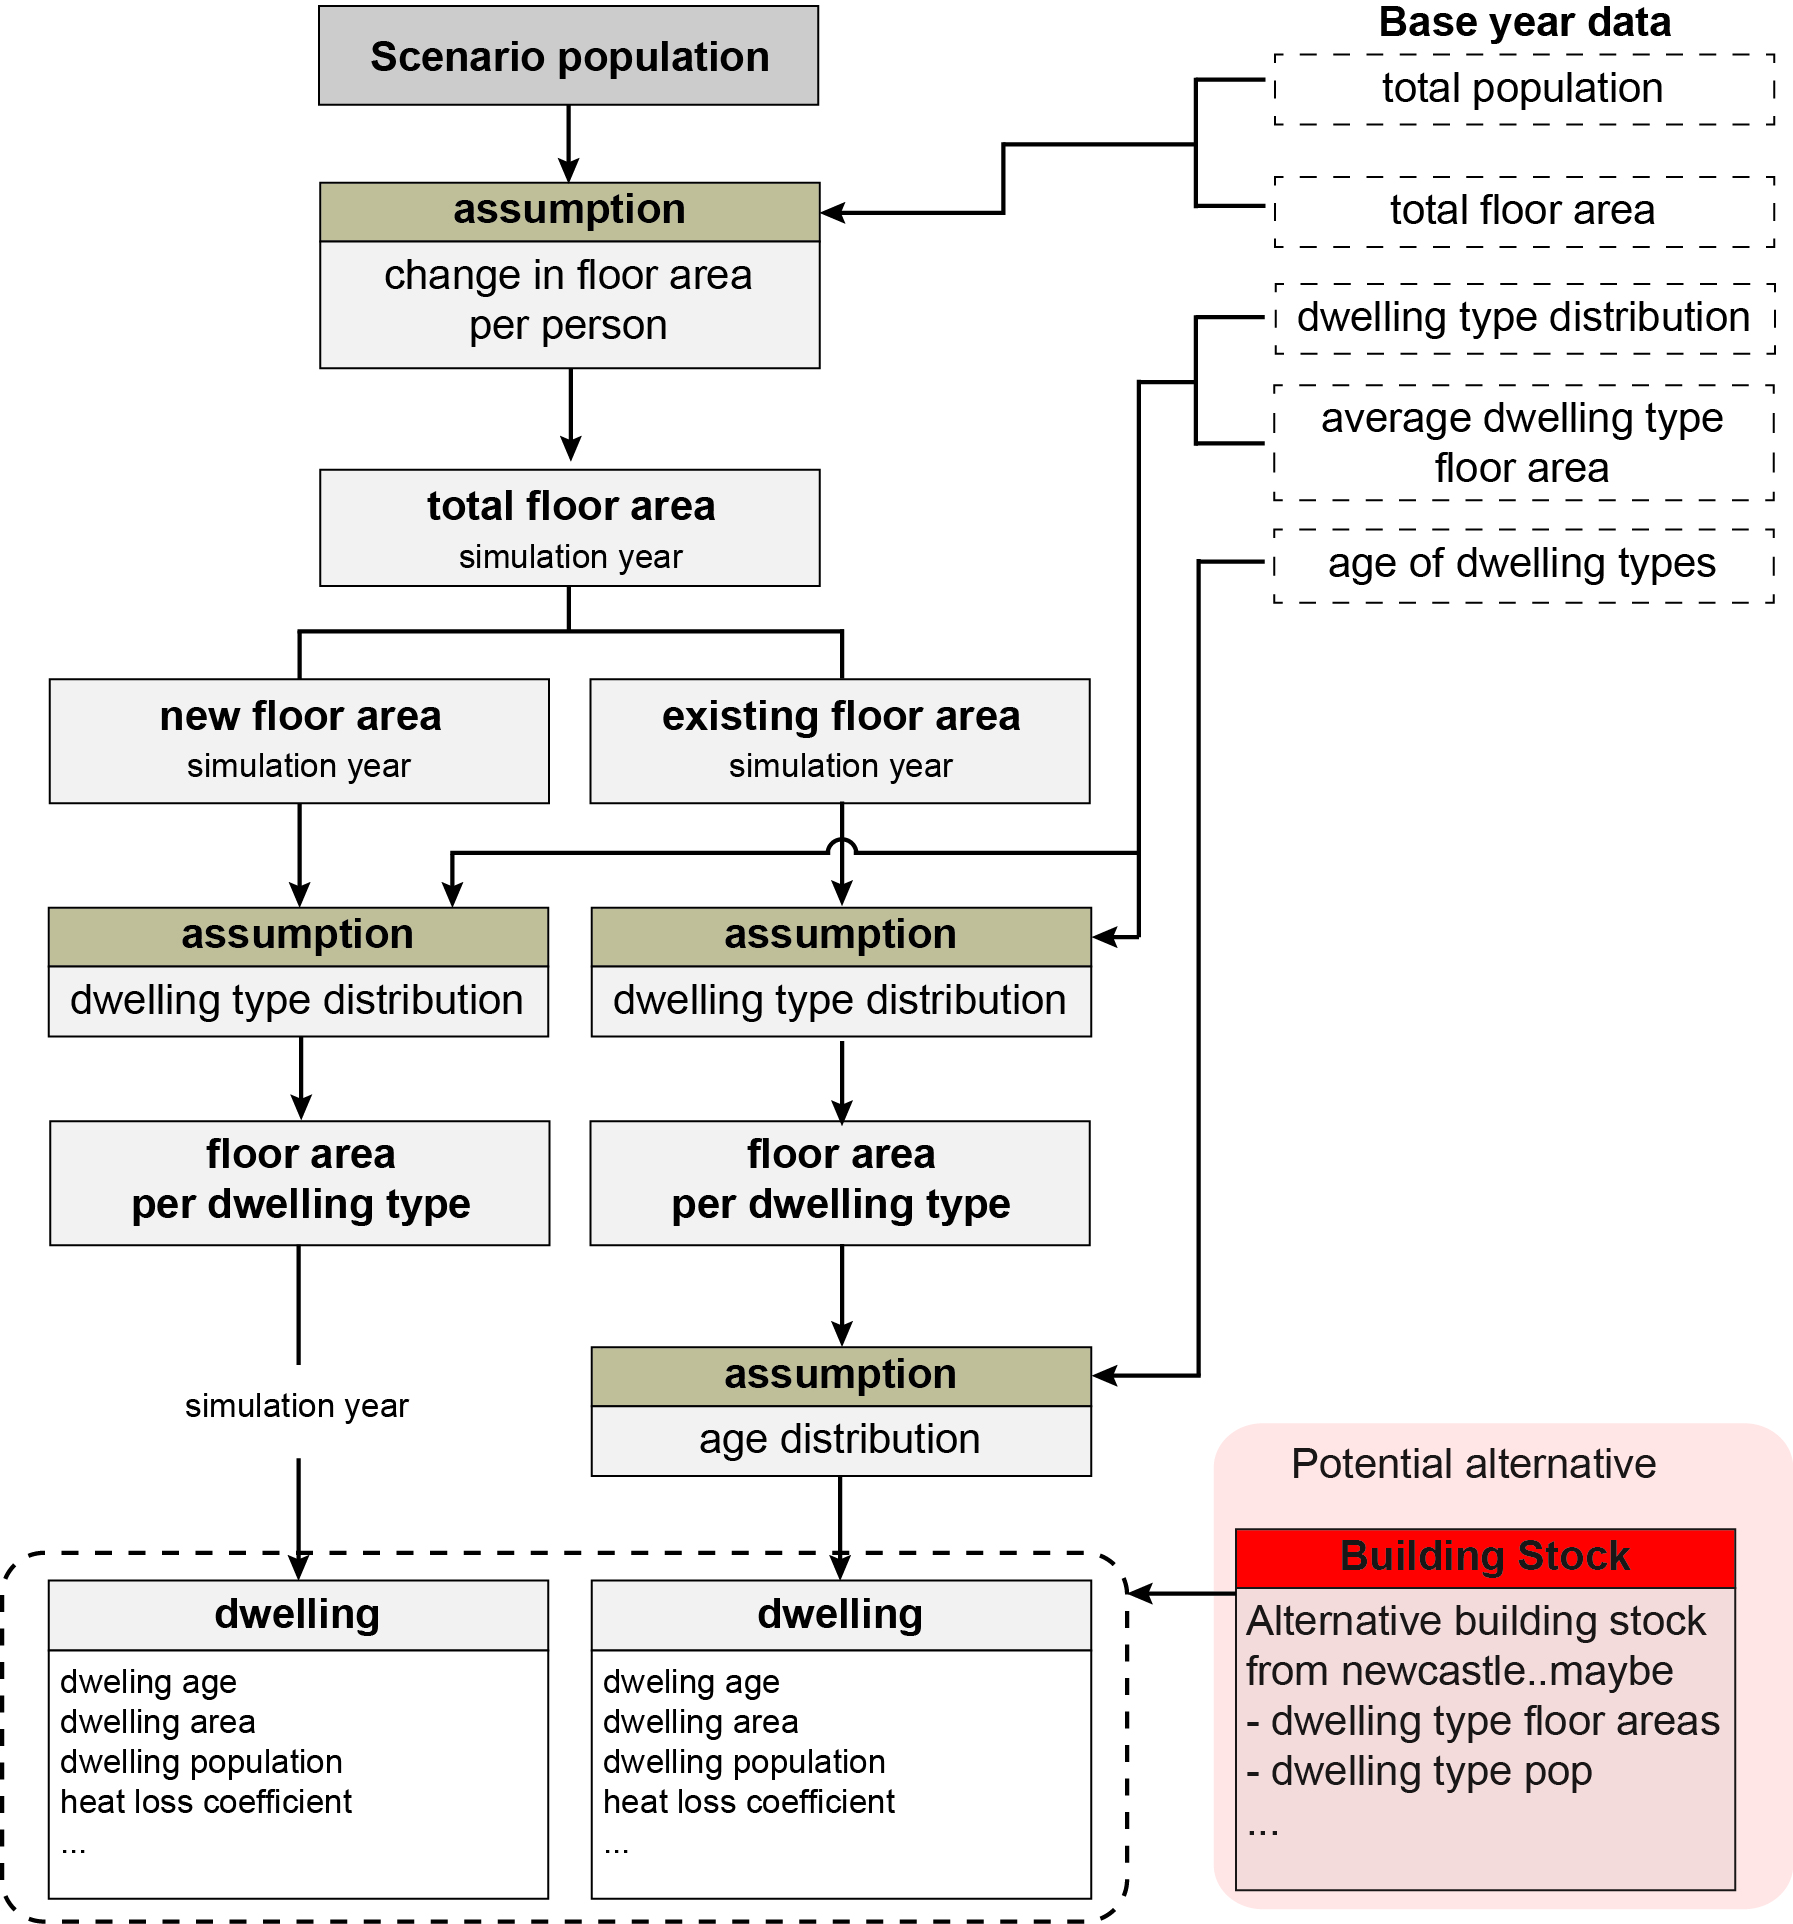 Scenario population
Base year data
total population
total floor area
dwelling type distribution
average dwelling type
floor area
age of dwelling types
assumption
change in floor area
per person
total floor area
simulation year
new floor area
simulation year
existing floor area
simulation year
assumption
dwelling type distribution
assumption
dwelling type distribution
floor area
per dwelling type
floor area
per dwelling type
simulation year
assumption
age distribution
dwelling
dweling age
dwelling area
dwelling population
heat loss coefficient
...
dwelling
dweling age
dwelling area
dwelling population
heat loss coefficient
...
Potential alternative
Building Stock
Alternative building stock
from newcastle..maybe
- dwelling type floor areas
- dwelling type pop
...